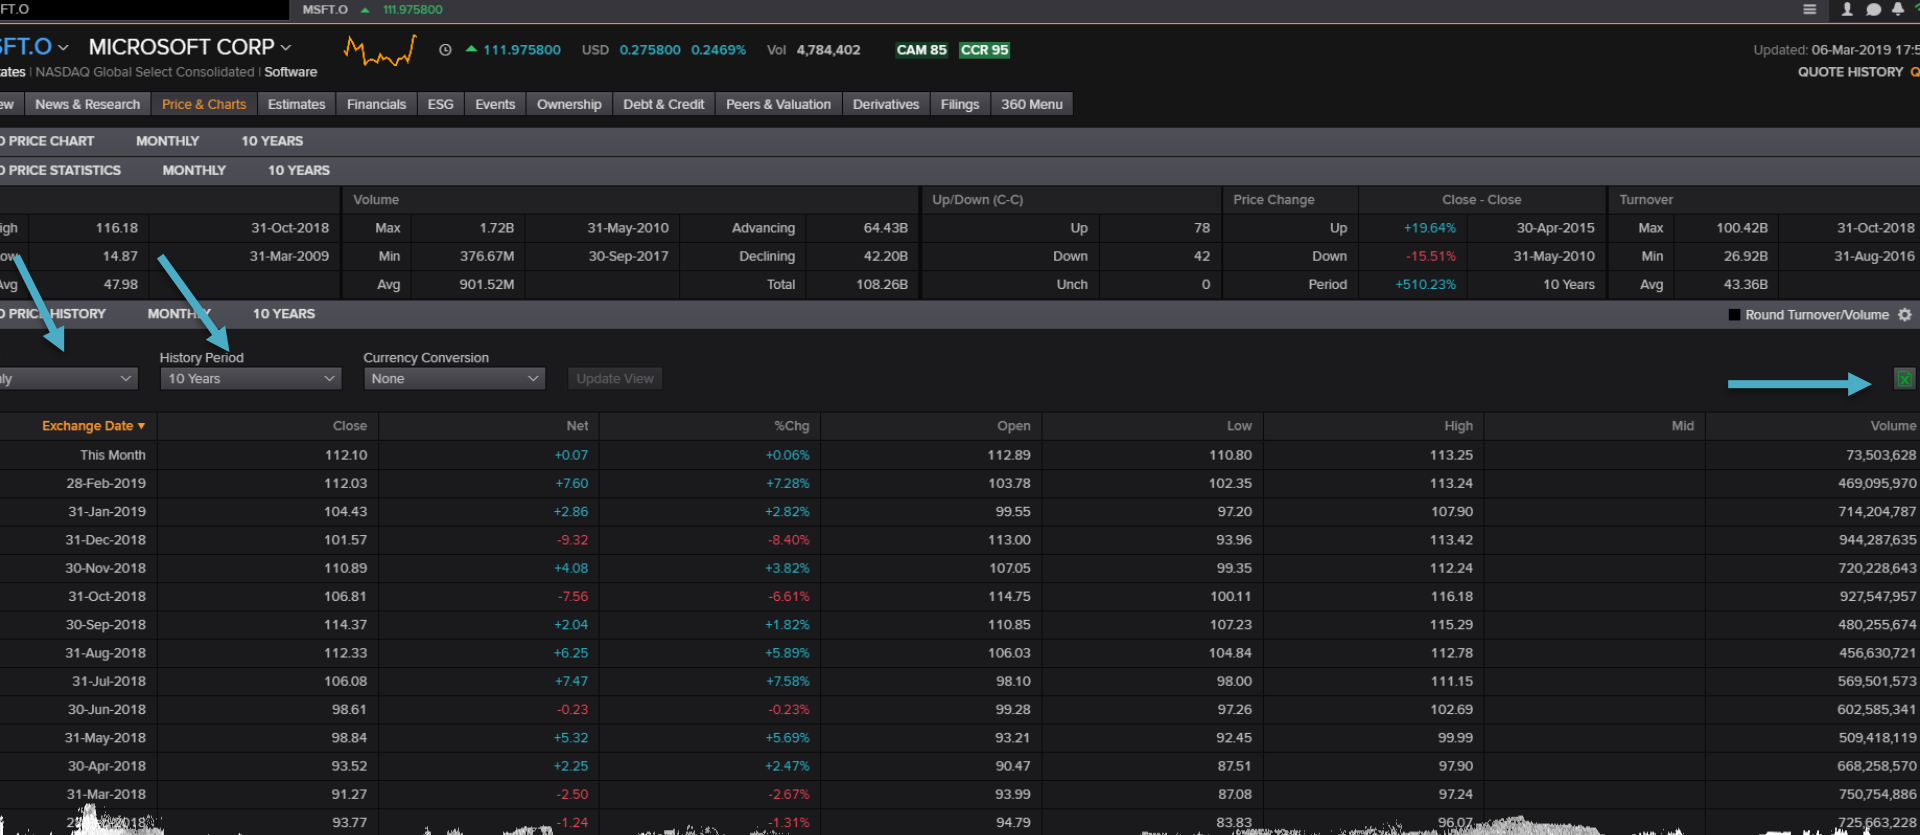 FT.O MSFT.O 111.975800
SFT.O MICROSOFT CORP 111.975800 USD 0.275800 0.2469% Vol 4,784,402 CAM 85 CCR 95 Updated: 06-Mar-2019 17:5
ates | NASDAQ Global Select Consolidated | Software QUOTE HISTORY Q
ew News & Research Price & Charts Estimates Financials ESG Events Ownership Debt & Credit Peers & Valuation Derivatives Filings 360 Menu
D PRICE CHART MONTHLY 10 YEARS
D PRICE STATISTICS MONTHLY 10 YEARS
Volume Up/Down (C-C) Price Change Close - Close Turnover
igh 116.18 31-Oct-2018 Max 1.72B 31-May-2010 Advancing 64.43B Up 78 Up +19.64% 30-Apr-2015 Max 100.42B 31-Oct-2018
ow 14.87 31-Mar-2009 Min 376.67M 30-Sep-2017 Declining 42.20B Down 42 Down -15.51% 31-May-2010 Min 26.92B 31-Aug-2016
Avg 47.98 Avg 901.52M Total 108.26B Unch 0 Period +510.23% 10 Years Avg 43.36B
D PRICE HISTORY MONTHLY 10 YEARS Round Turnover/Volume
History Period Currency Conversion
ly 10 Years None Update View
Exchange Date Close Net %Chg Open Low High Mid Volume
This Month 112.10 +0.07 +0.06% 112.89 110.80 113.25 73,503,628
28-Feb-2019 112.03 +7.60 +7.28% 103.78 102.35 113.24 469,095,970
31-Jan-2019 104.43 +2.86 +2.82% 99.55 97.20 107.90 714,204,787
31-Dec-2018 101.57 -9.32 -8.40% 113.00 93.96 113.42 944,287,635
30-Nov-2018 110.89 +4.08 +3.82% 107.05 99.35 112.24 720,228,643
31-Oct-2018 106.81 -7.56 -6.61% 114.75 100.11 116.18 927,547,957
30-Sep-2018 114.37 +2.04 +1.82% 110.85 107.23 115.29 480,255,674
31-Aug-2018 112.33 +6.25 +5.89% 106.03 104.84 112.78 456,630,721
31-Jul-2018 106.08 +7.47 +7.58% 98.10 98.00 111.15 569,501,573
30-Jun-2018 98.61 -0.23 -0.23% 99.28 97.26 102.69 602,585,341
31-May-2018 98.84 +5.32 +5.69% 93.21 92.45 99.99 509,418,119
30-Apr-2018 93.52 +2.25 +2.47% 90.47 87.51 97.90 668,258,570
31-Mar-2018 91.27 -2.50 -2.67% 93.99 87.08 97.24 750,754,886
93.77 -1.24 -1.31% 94.79 83.83 96.07 725,663,228